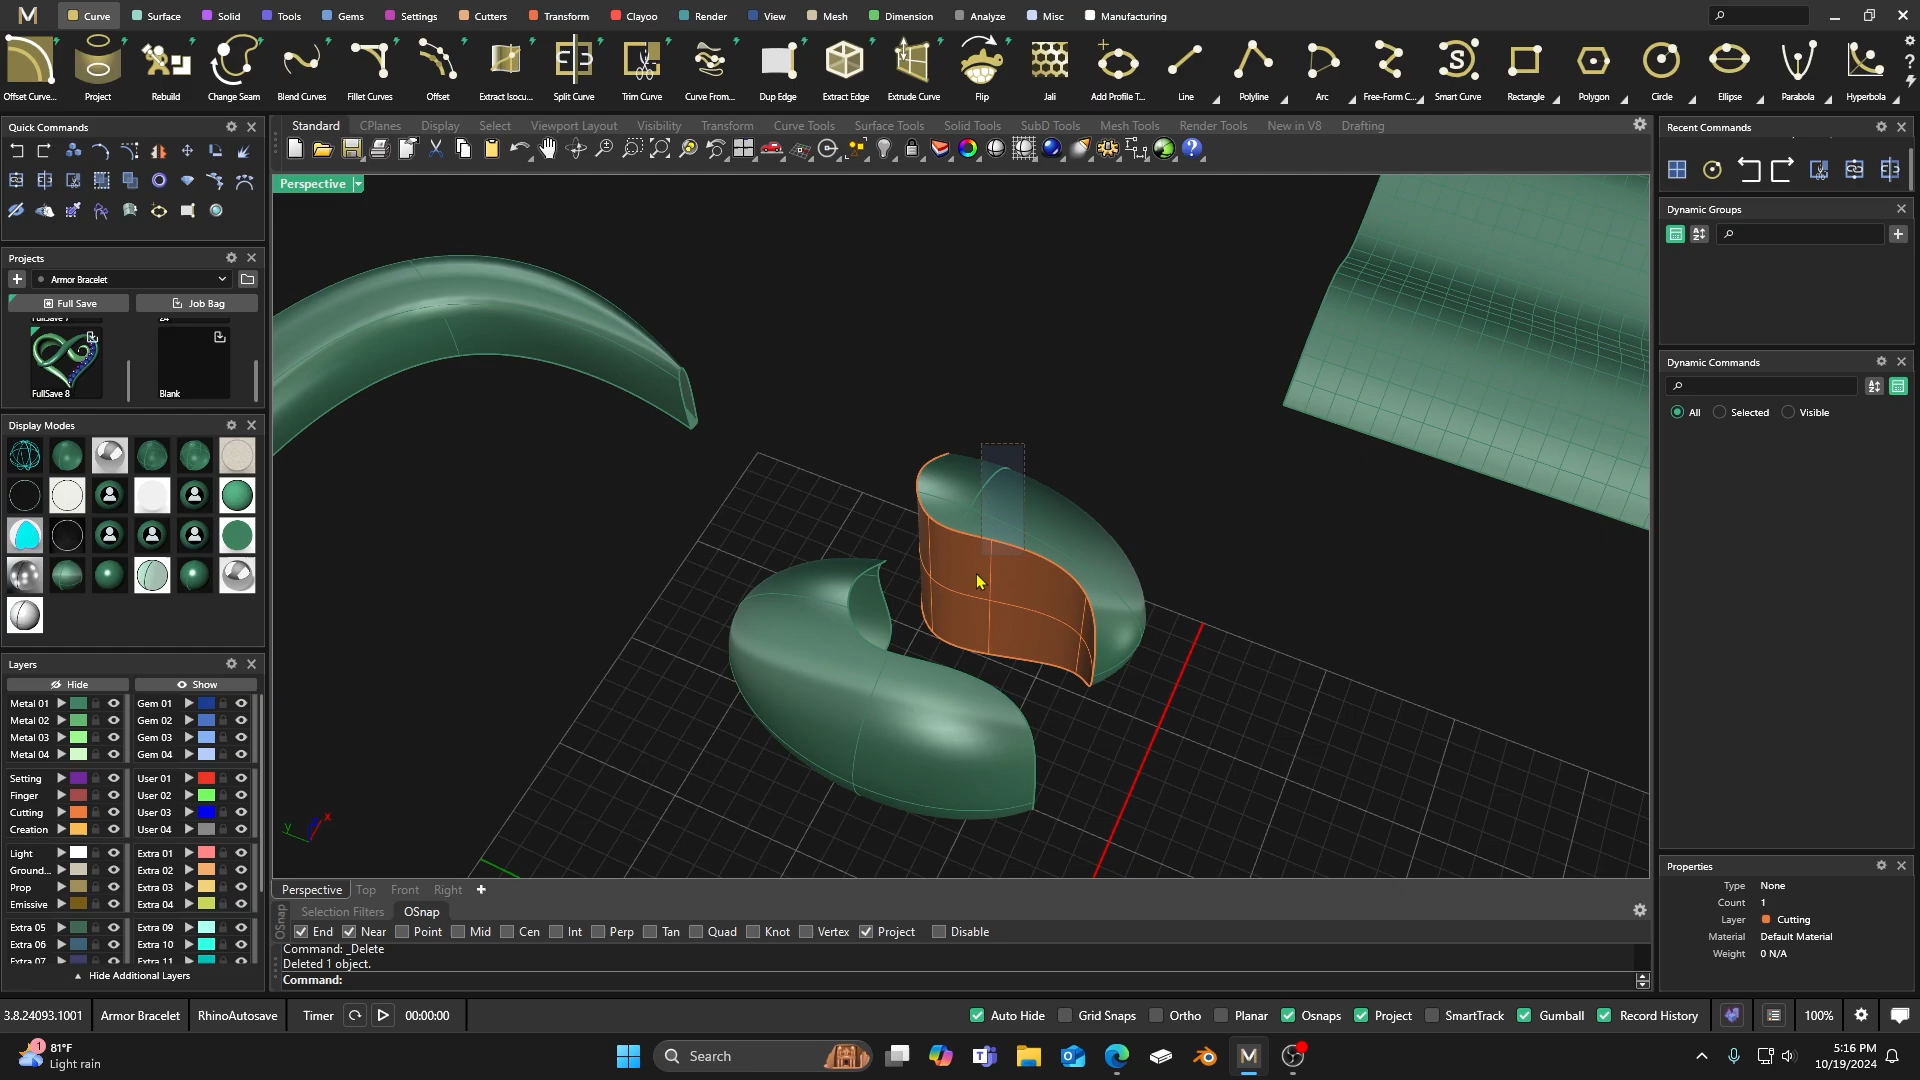 Curve Surface Solid Tools Gems Settings Cutters Transform Clayoo Render View Mesh Dimension Analyze Misc Manufacturing
Offset Curve... Project Rebuild Change Seam Blend Curves Fillet Curves Offset Extract Isocu... Split Curve Trim Curve Curve From... Dup Edge Extract Edge Extrude Curve Flip Jali Add Profile T... Line Polyline Arc Free-Form C... Smart Curve Rectangle Polygon Circle Ellipse Parabola Hyperbola
Quick Commands
Standard CPlanes Display Select Viewport Layout Visibility Transform Curve Tools Surface Tools Solid Tools SubD Tools Mesh Tools Render Tools New in V8 Drafting
Recent Commands
Perspective
Dynamic Groups
Projects
Armor Bracelet
Full Save Job Bag
FullSave 7 24
FullSave 8 Blank
Dynamic Commands
All Selected Visible
Display Modes
Layers
Hide Show
Metal 01 Gem 01
Metal 02 Gem 02
Metal 03 Gem 03
Metal 04 Gem 04
Setting User 01
Finger User 02
Cutting User 03
Creation User 04
Light Extra 01
Ground... Extra 02
Prop Extra 03
Emissive Extra 04
Extra 05 Extra 09
Extra 06 Extra 10
Extra 07 Extra 11
Hide Additional Layers
y x
Perspective Top Front Right
OSnap
Selection Filters OSnap
End Near Point Mid Cen Int Perp Tan Quad Knot Vertex Project Disable
Command: _Delete
Deleted 1 object.
Command:
Properties
Type None
Count 1
Layer Cutting
Material Default Material
Weight 0 N/A
3.8.24093.1001 Armor Bracelet RhinoAutosave Timer 00:00:00 Auto Hide Grid Snaps Ortho Planar Osnaps Project SmartTrack Gumball Record History 100%
1
81°F
Light rain
Search
5:16 PM
10/19/2024